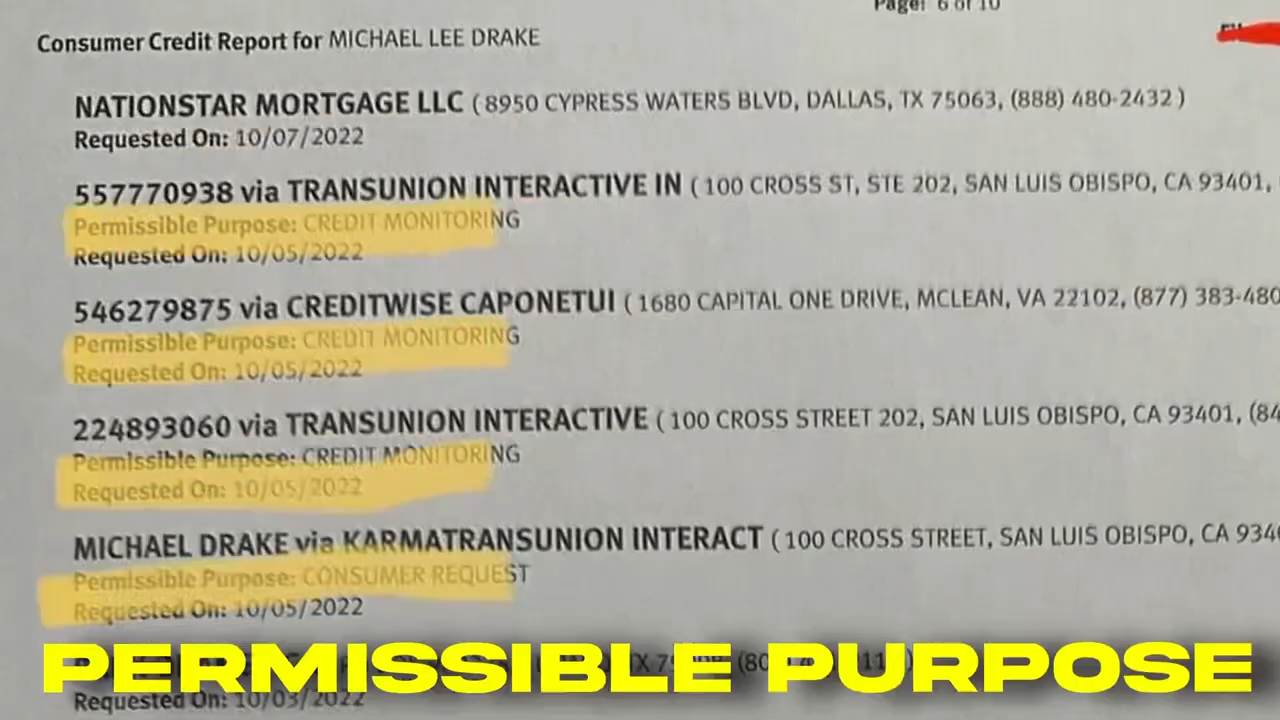 Page: 6 of 10
Consumer Credit Report for MICHAEL LEE DRAKE
NATIONSTAR MORTGAGE LLC ( 8950 CYPRESS WATERS BLVD, DALLAS, TX 75063, (888) 480-2432 )
Requested On: 10/07/2022
557770938 via TRANSUNION INTERACTIVE IN ( 100 CROSS ST, STE 202, SAN LUIS OBISPO, CA 93401,
Permissible Purpose: CREDIT MONITORING
Requested On: 10/05/2022
546279875 via CREDITWISE CAPONETUI ( 1680 CAPITAL ONE DRIVE, MCLEAN, VA 22102, (877) 383-480
Permissible Purpose: CREDIT MONITORING
Requested On: 10/05/2022
224893060 via TRANSUNION INTERACTIVE ( 100 CROSS STREET 202, SAN LUIS OBISPO, CA 93401, (84
Permissible Purpose: CREDIT MONITORING
Requested On: 10/05/2022
MICHAEL DRAKE via KARMATRANSUNION INTERACT ( 100 CROSS STREET, SAN LUIS OBISPO, CA 9340
Permissible Purpose: CONSUMER REQUEST
Requested On: 10/05/2022
PERMISSIBLE PURPOSE
Requested On: 10/03/2022